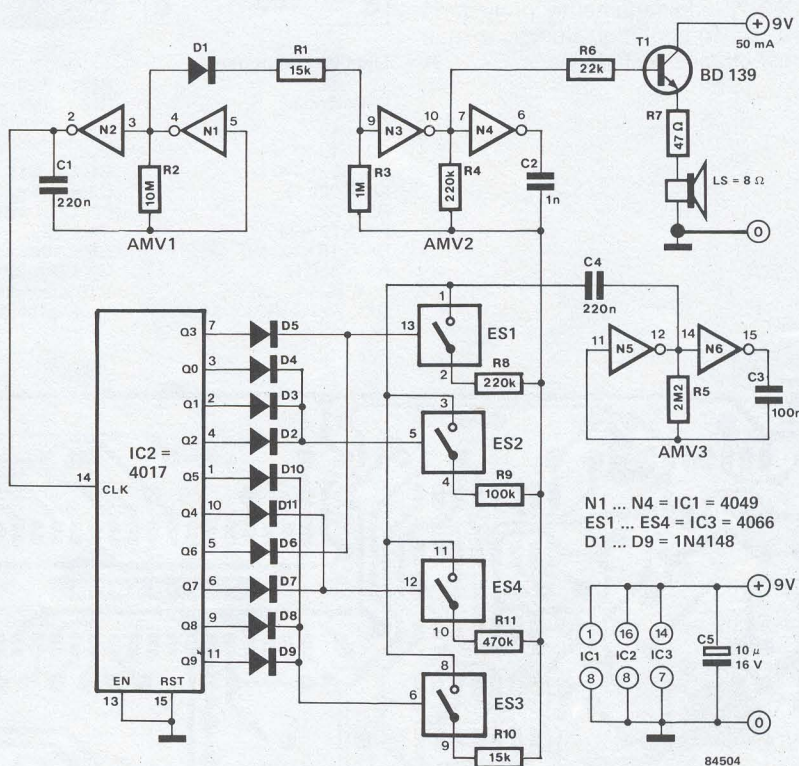 + 9V
50 mA
T1
BD 139
D1
R1
15k
R6
22k
R7
47 Ω
LS = 8 Ω
0
2
N2
3
4
N1
5
9
N3
10
7
N4
6
C1
220n
R2
10M
R3
1M
R4
220k
C2
1n
AMV1
AMV2
C4
220n
11
N5
12
14
N6
15
R5
2M2
C3
100n
AMV3
IC2 =
4017
14
CLK
Q3
7
D5
Q0
3
D4
Q1
2
D3
Q2
4
D2
Q5
1
D10
Q4
10
D11
Q6
5
D6
Q7
6
D7
Q8
9
D8
Q9
11
D9
EN
RST
13
15
1
13
ES1
2
R8
220k
3
5
ES2
4
R9
100k
11
12
ES4
10
R11
470k
8
6
ES3
9
R10
15k
N1 ... N4 = IC1 = 4049
ES1 ... ES4 = IC3 = 4066
D1 ... D9 = 1N4148
+ 9V
1
16
14
IC1
IC2
IC3
8
8
7
C5
10 µ
16 V
0
84504